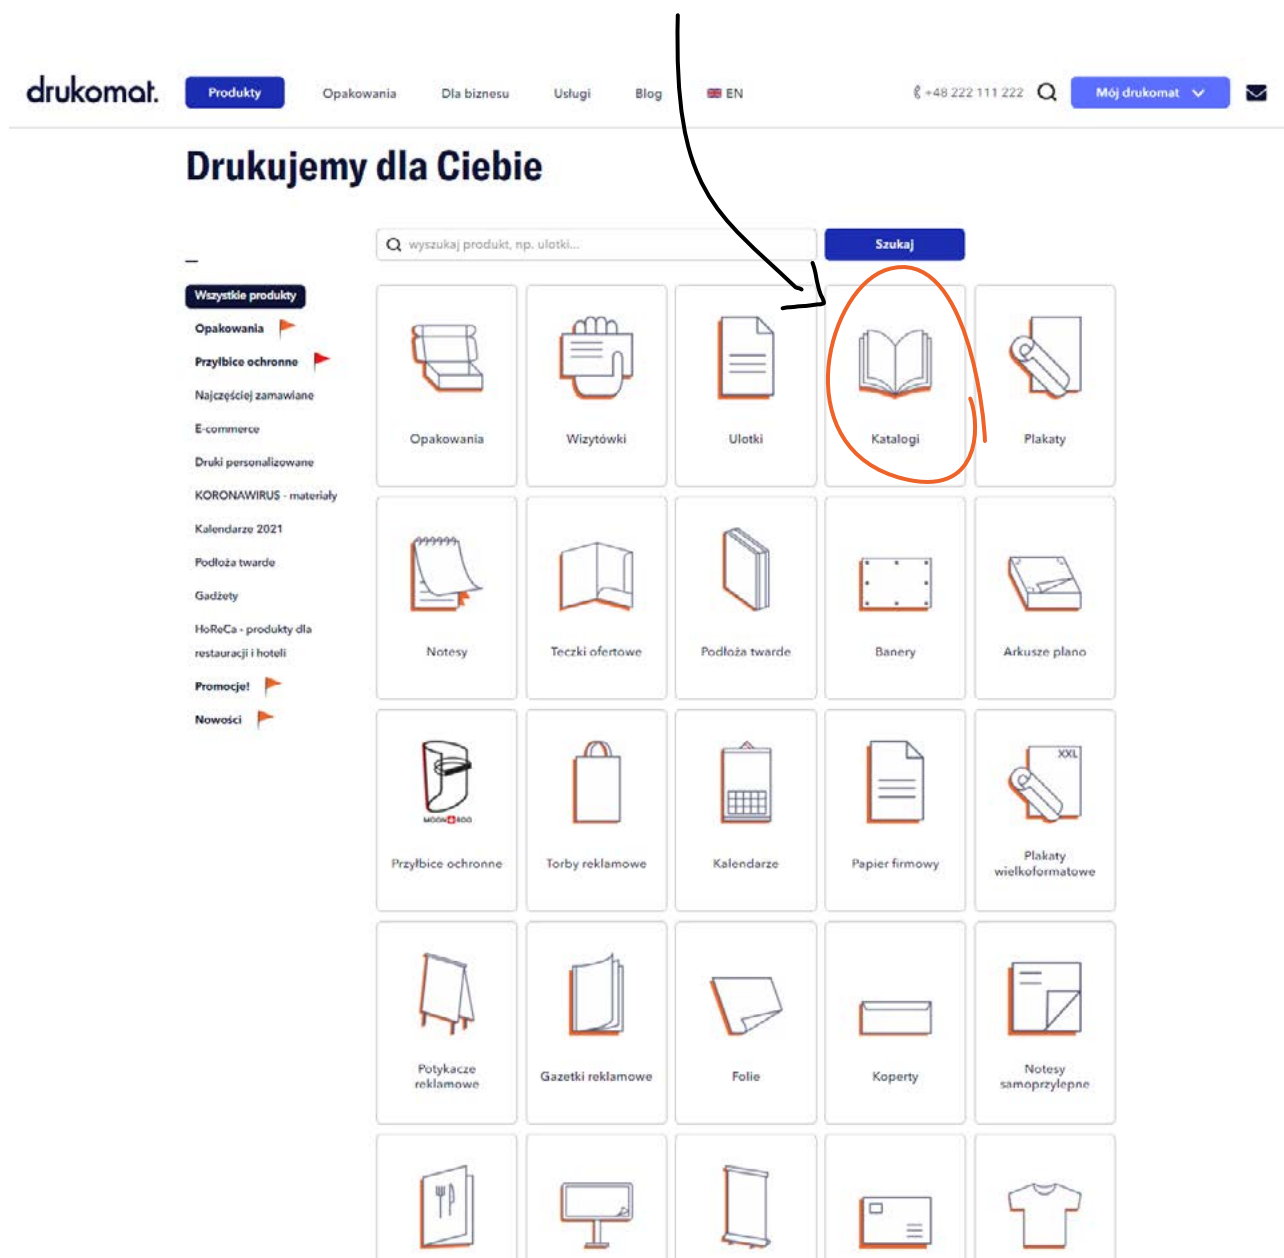 drukomat.
Produkty
Opakowania
Dla biznesu
Usługi
Blog
EN
+48 222 111 222
Mój drukomat
Drukujemy dla Ciebie
wyszukaj produkt, np. ulotki...
Szukaj
Wszystkie produkty
Opakowania
Przyłbice ochronne
Najczęściej zamawiane
E-commerce
Druki personalizowane
KORONAWIRUS - materiały
Kalendarze 2021
Podłoża twarde
Gadżety
HoReCa - produkty dla
restauracji i hoteli
Promocje!
Nowości
Opakowania
Wizytówki
Ulotki
Katalogi
Plakaty
Notesy
Teczki ofertowe
Podłoża twarde
Banery
Arkusze plano
MOON ROO
XXL
Przyłbice ochronne
Torby reklamowe
Kalendarze
Papier firmowy
Plakaty
wielkoformatowe
Potykacze
reklamowe
Gazetki reklamowe
Folie
Koperty
Notesy
samoprzylepne